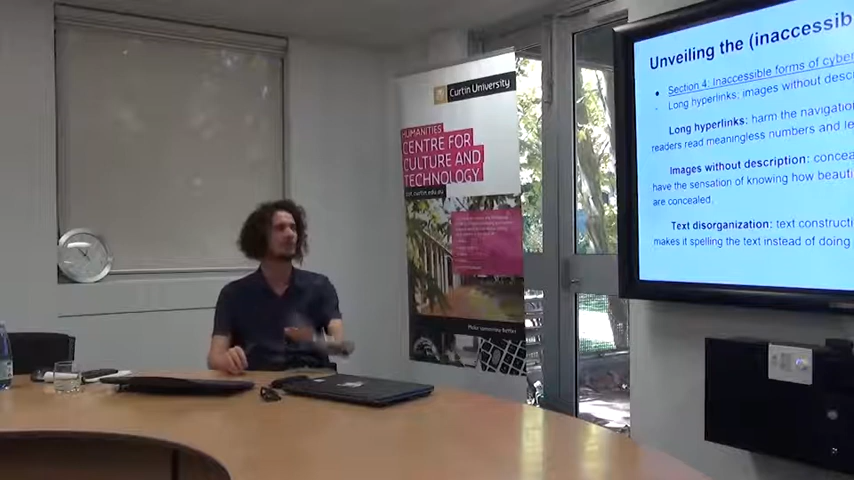 Curtin University
HUMANITIES
CENTRE FOR
CULTURE AND
TECHNOLOGY
Make tomorrow better
Unveiling the (inaccessib
Section 4: Inaccessible forms of cyber
Long hyperlinks: images without desc
Long hyperlinks: harm the navigation
readers read meaningless numbers and le
Images without description: conceal
have the sensation of knowing how beaut
are concealed.
Text disorganization: text construct
makes it is spelling the text instead of doing